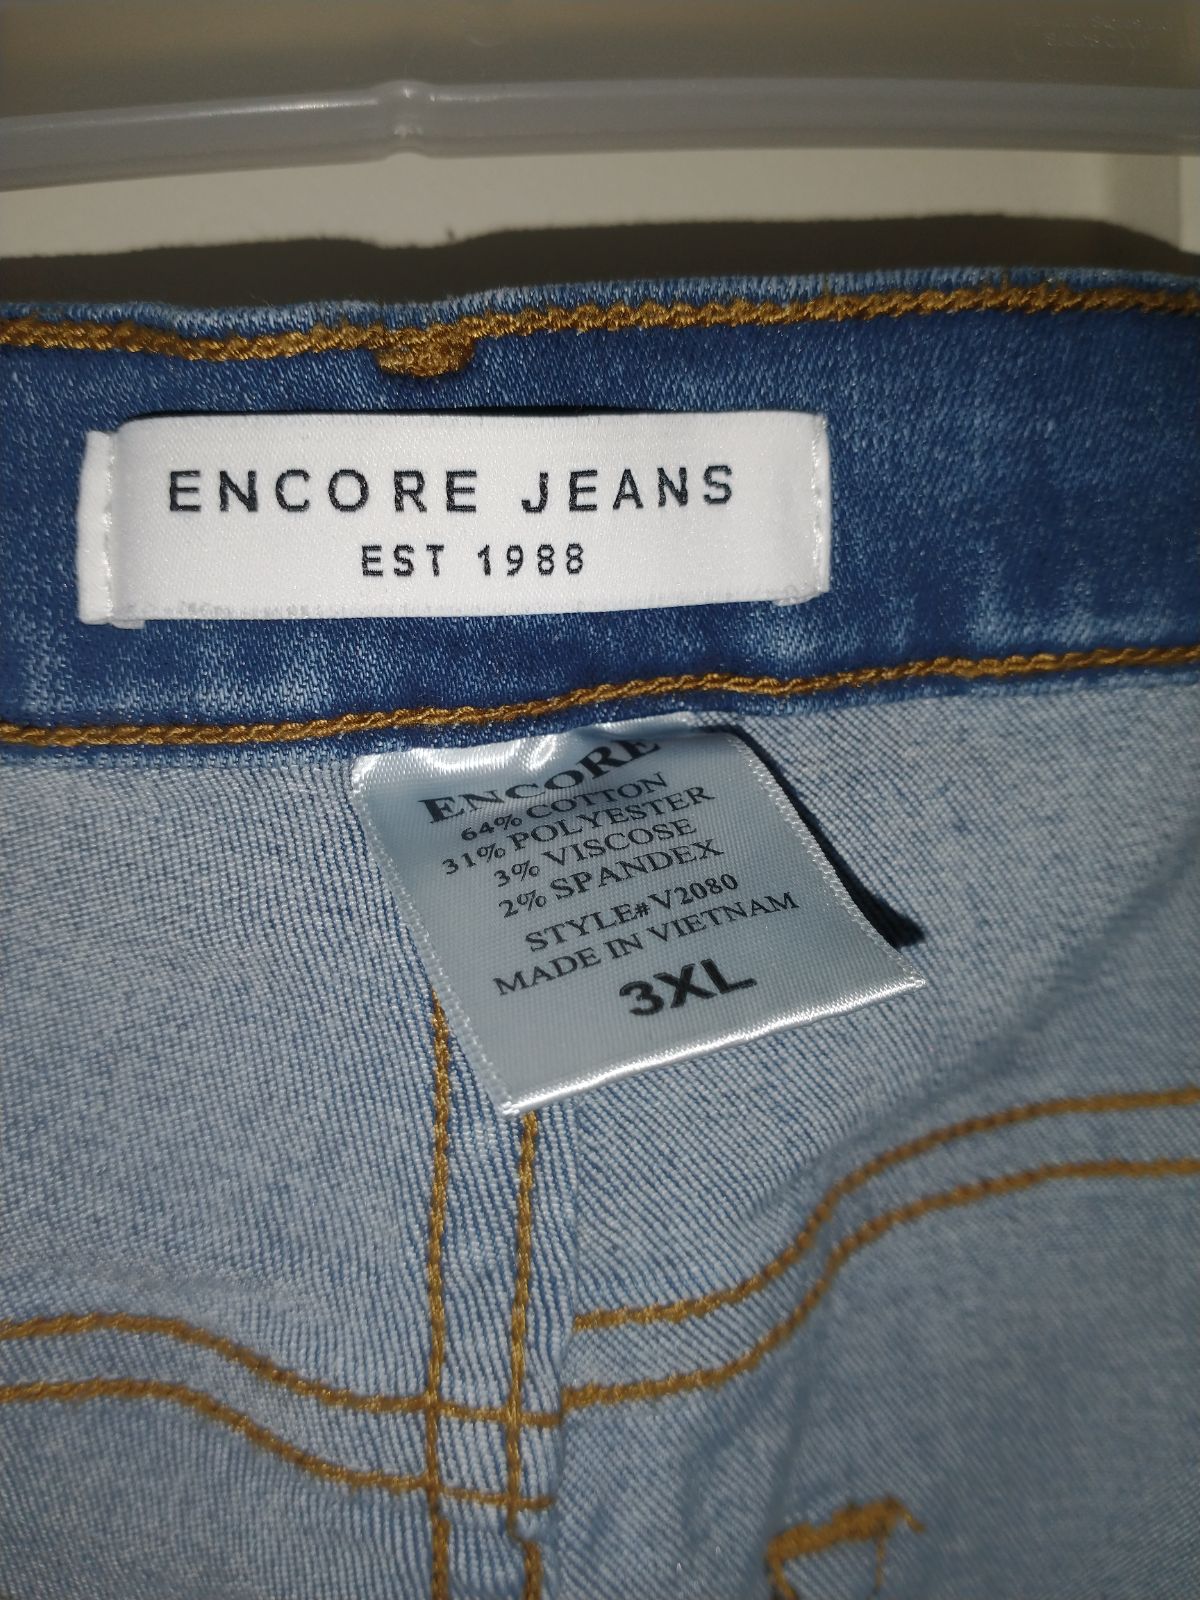 ENCORE JEANS
EST 1988
ENCORE
64% COTTON
31% POLYESTER
3% VISCOSE
2% SPANDEX
STYLE#V2080
MADE IN VIETNAM
3XL